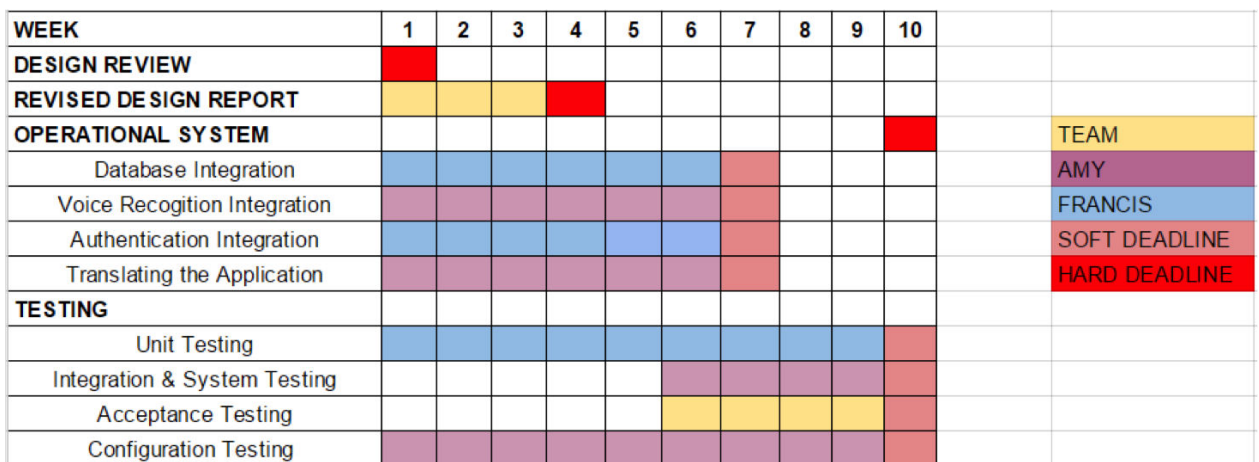 WEEK 1 2 3 4 5 6 7 8 9 10
DESIGN REVIEW
REVISED DESIGN REPORT
OPERATIONAL SYSTEM TEAM
Database Integration AMY
Voice Recogition Integration FRANCIS
Authentication Integration SOFT DEADLINE
Translating the Application HARD DEADLINE
TESTING
Unit Testing
Integration & System Testing
Acceptance Testing
Configuration Testing